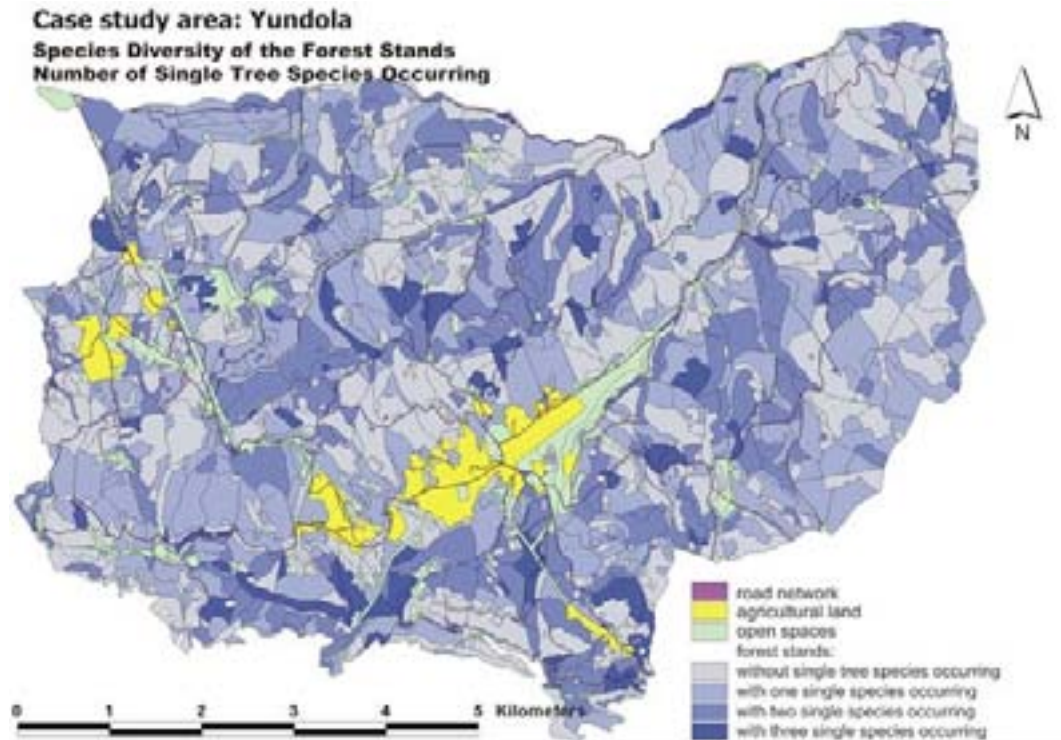 Case study area: Yundola
Species Diversity of the Forest Stands
Number of Single Tree Species Occurring
N
road network
agricultural land
open spaces
forest stands:
without single tree species occurring
with one single species occurring
with two single species occurring
with three single species occurring
0 1 2 3 4 5 Kilometers